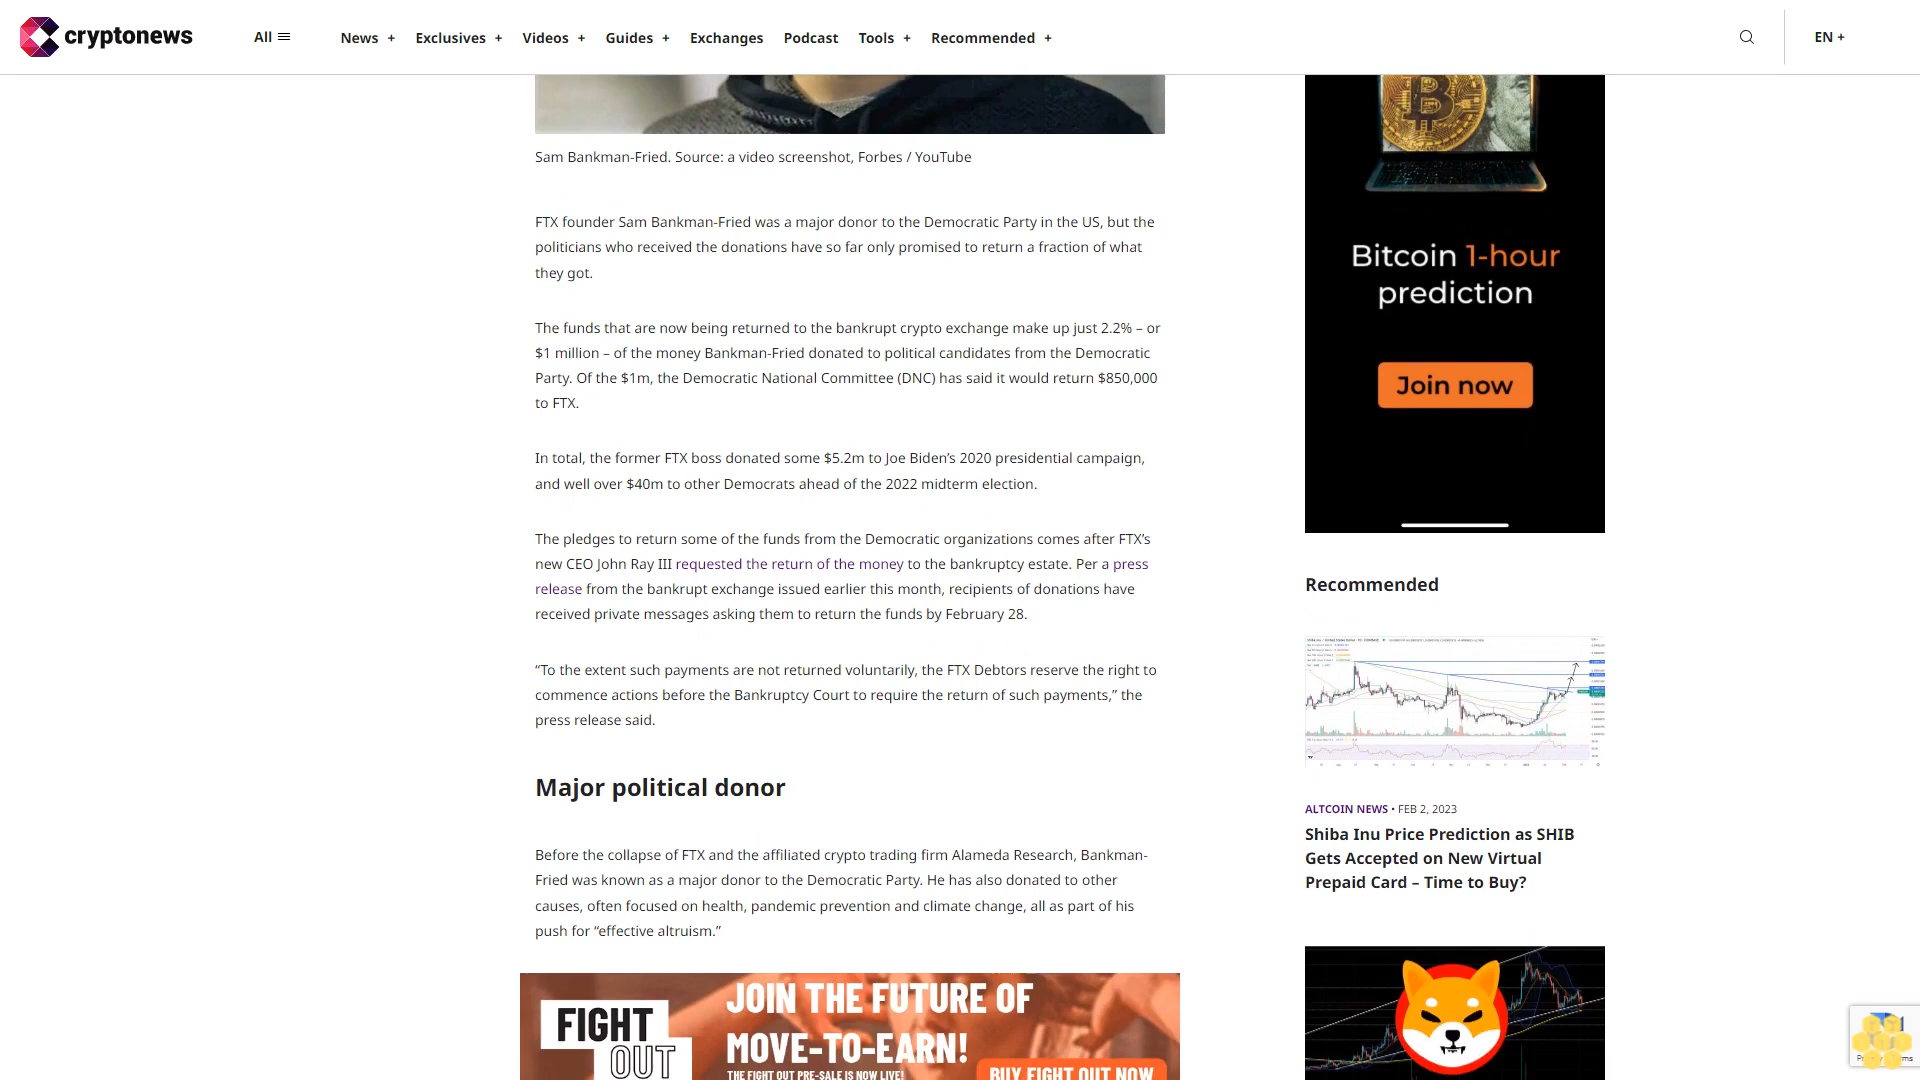 cryptonews
All
News +
Exclusives +
Videos +
Guides +
Exchanges
Podcast
Tools +
Recommended +
EN +
Sam Bankman-Fried. Source: a video screenshot, Forbes / YouTube
FTX founder Sam Bankman-Fried was a major donor to the Democratic Party in the US, but the
politicians who received the donations have so far only promised to return a fraction of what
they got.
The funds that are now being returned to the bankrupt crypto exchange make up just 2.2% – or
$1 million – of the money Bankman-Fried donated to political candidates from the Democratic
Party. Of the $1m, the Democratic National Committee (DNC) has said it would return $850,000
to FTX.
In total, the former FTX boss donated some $5.2m to Joe Biden’s 2020 presidential campaign,
and well over $40m to other Democrats ahead of the 2022 midterm election.
The pledges to return some of the funds from the Democratic organizations comes after FTX’s
new CEO John Ray III requested the return of the money to the bankruptcy estate. Per a press
release from the bankrupt exchange issued earlier this month, recipients of donations have
received private messages asking them to return the funds by February 28.
“To the extent such payments are not returned voluntarily, the FTX Debtors reserve the right to
commence actions before the Bankruptcy Court to require the return of such payments,” the
press release said.
Major political donor
Before the collapse of FTX and the affiliated crypto trading firm Alameda Research, Bankman-
Fried was known as a major donor to the Democratic Party. He has also donated to other
causes, often focused on health, pandemic prevention and climate change, all as part of his
push for “effective altruism.”
FIGHT
OUT
JOIN THE FUTURE OF
MOVE-TO-EARN!
THE FIGHT OUT PRE-SALE IS NOW LIVE!
BUY FIGHT OUT NOW
Bitcoin 1-hour
prediction
Join now
Recommended
ALTCOIN NEWS • FEB 2, 2023
Shiba Inu Price Prediction as SHIB
Gets Accepted on New Virtual
Prepaid Card – Time to Buy?